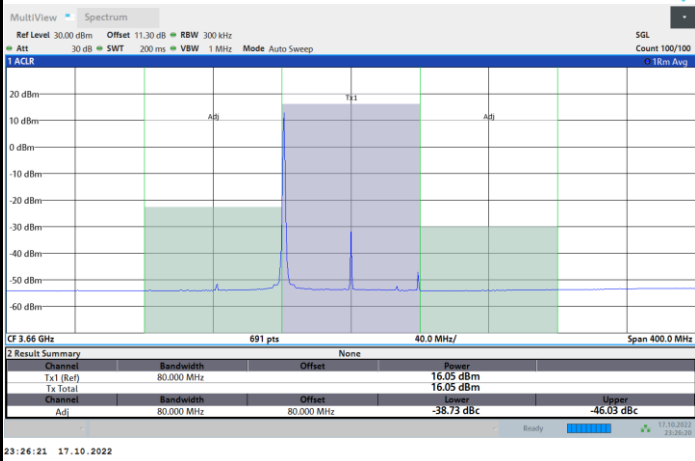 MultiView Spectrum
Ref Level 30.00 dBm Offset 11.30 dB RBW 300 kHz SGL
Att 30 dB SWT 200 ms VBW 1 MHz Mode Auto Sweep Count 100/100
1 ACLR 1Rm Avg
20 dBm
Tx1
10 dBm
Adj Adj
0 dBm
-10 dBm
-20 dBm
-30 dBm
-40 dBm
-50 dBm
-60 dBm
CF 3.66 GHz 691 pts 40.0 MHz/ Span 400.0 MHz
2 Result Summary None
Channel Bandwidth Offset Power
Tx1 (Ref) 80.000 MHz 16.05 dBm
Tx Total 16.05 dBm
Channel Bandwidth Offset Lower Upper
Adj 80.000 MHz 80.000 MHz -38.73 dBc -46.03 dBc
Ready 17.10.2022
23:26:20
23:26:21 17.10.2022